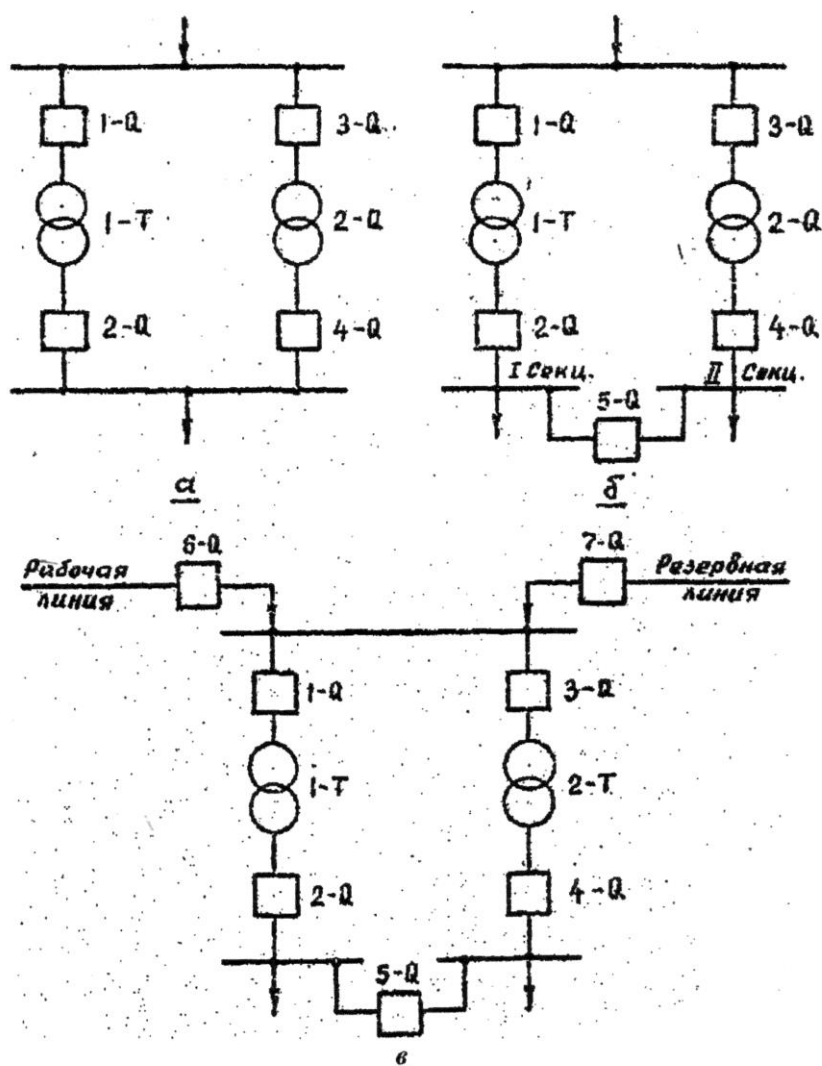 1-Q
3-Q
1-T
2-Q
2-Q
4-Q
1-Q
3-Q
1-T
2-Q
2-Q
4-Q
I Секц.
II Секц.
5-Q
а
б
6-Q
7-Q
Рабочая
линия
Резервная
линия
1-Q
3-Q
1-T
2-T
2-Q
4-Q
5-Q
в